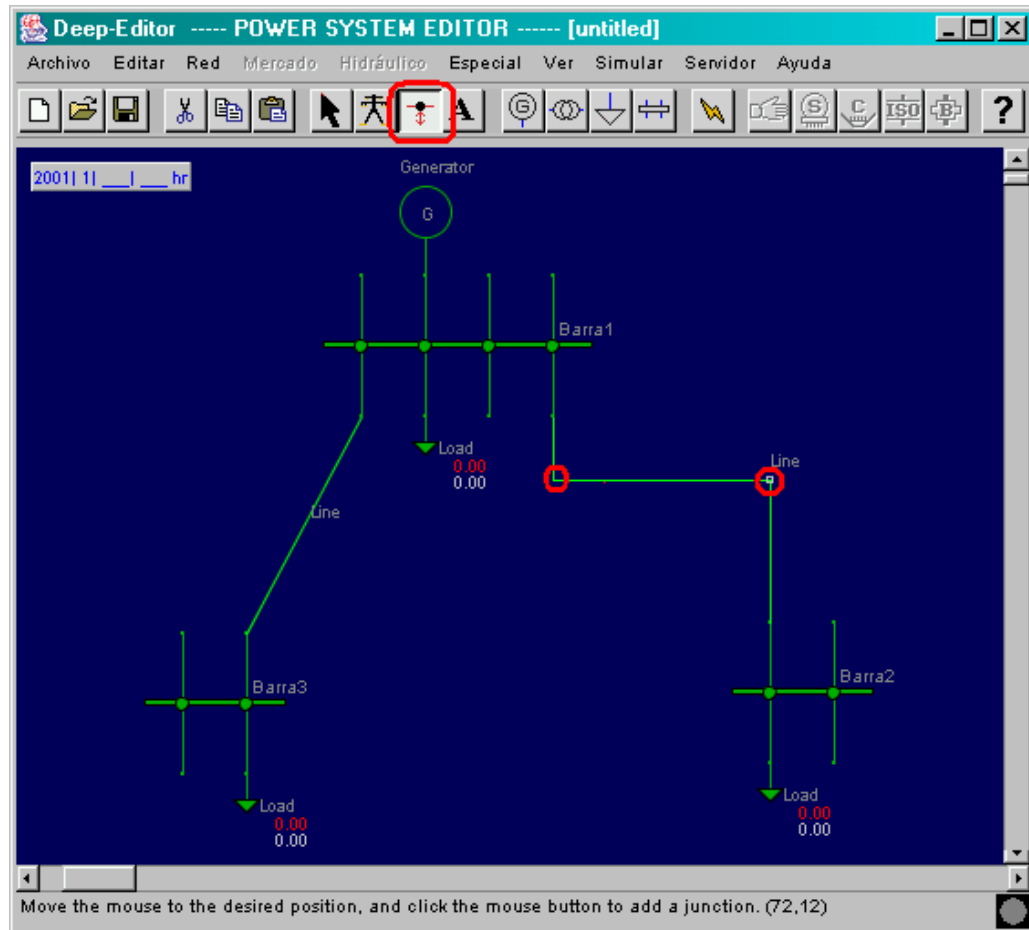 Deep-Editor ----- POWER SYSTEM EDITOR ------ [untitled]
Archivo Editar Red Mercado Hidráulico Especial Ver Simular Servidor Ayuda
A G S C ISO B ?
2001| 1| ___| ___ hr
Generator
G
Barra1
Load
0.00
0.00
Line
Line
Barra3
Barra2
Load
0.00
0.00
Load
0.00
0.00
Move the mouse to the desired position, and click the mouse button to add a junction. (72,12)